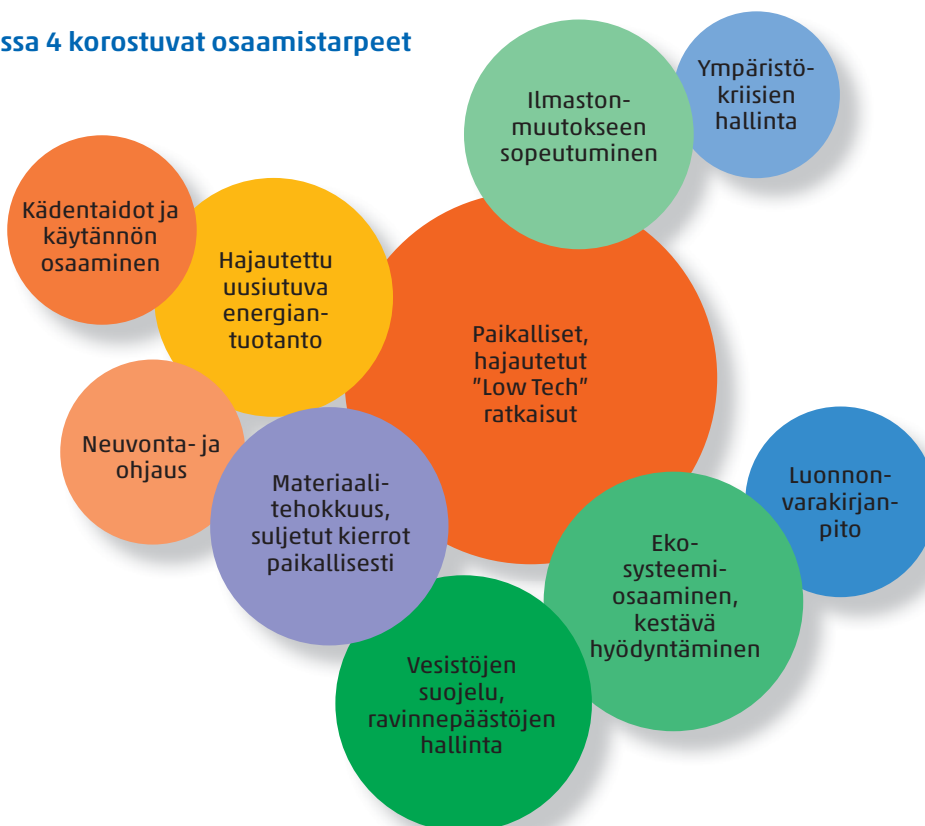 ssa 4 korostuvat osaamistarpeet
Ympäristö-
kriisien
hallinta
Ilmaston-
muutokseen
sopeutuminen
Kädentaidot ja
käytännön
osaaminen
Hajautettu
uusiutuva
energian-
tuotanto
Paikalliset,
hajautetut
”Low Tech”
ratkaisut
Neuvonta- ja
ohjaus
Materiaali-
tehokkuus,
suljetut kierrot
paikallisesti
Luonnon-
varakirjan-
pito
Eko-
systeemi-
osaaminen,
kestävä
hyödyntäminen
Vesistöjen
suojelu,
ravinnepäästöjen
hallinta